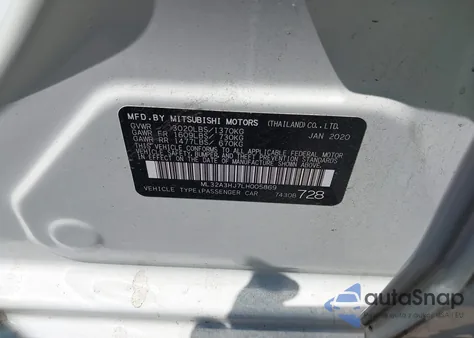 MFD.BY MITSUBISHI MOTORS (THAILAND)CO.,LTD.
GVWR 3020LBS/1370KG JAN 2020
GAWR FR 1609LBS/ 730KG
GAWR RR 1477LBS/ 670KG
THIS VEHICLE CONFORMS TO ALL APPLICABLE FEDERAL MOTOR
VEHICLE SAFETY, BUMPER AND THEFT PREVENTION STANDARDS
IN EFFECT ON THE DATE OF MANUFACTURE SHOWN ABOVE.
ML32A3HJ7LH005869
VEHICLE TYPE:PASSENGER CAR 7430B 728
autaSnap